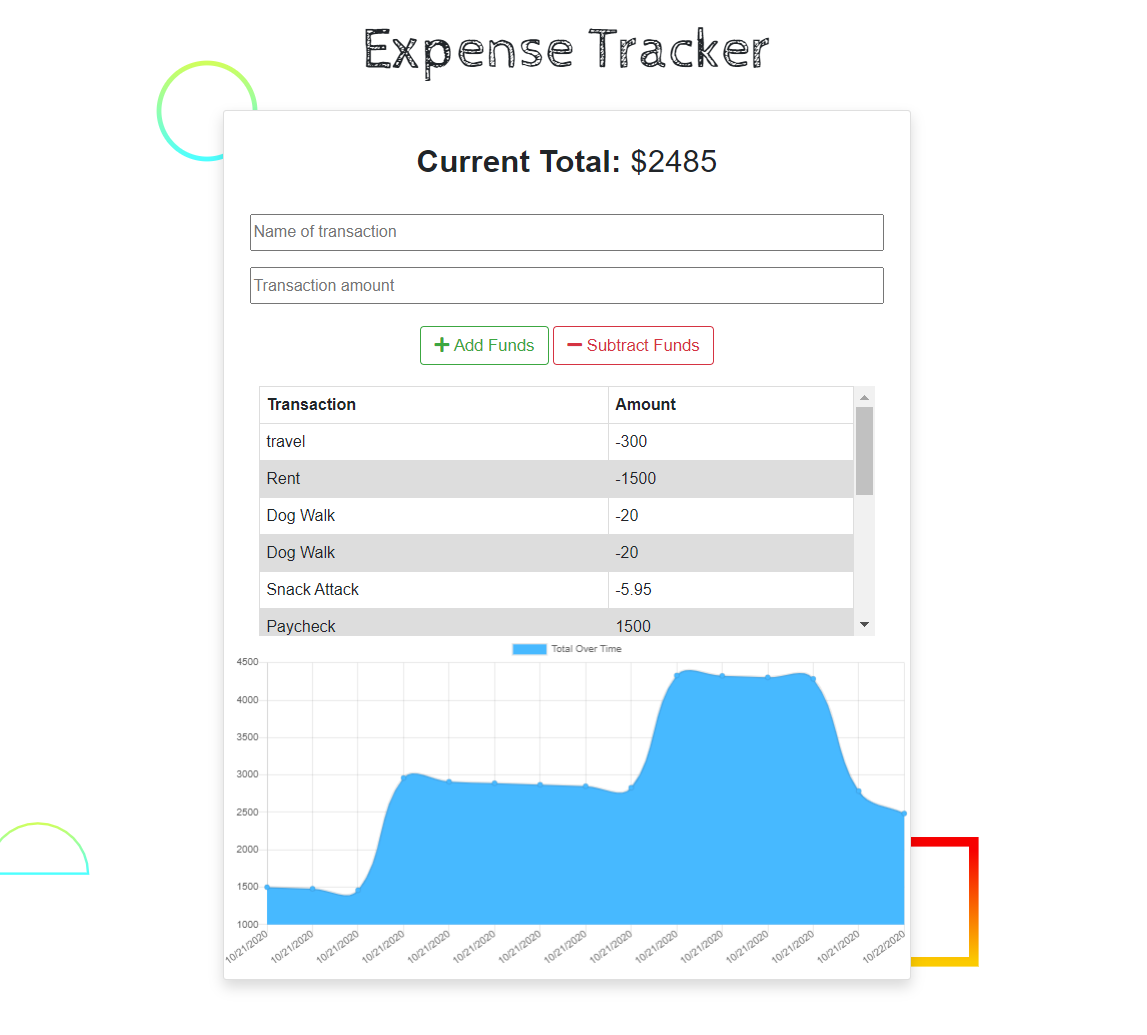 Expense Tracker
Current Total: $2485
Name of transaction
Transaction amount
Add Funds Subtract Funds
Transaction Amount
travel -300
Rent -1500
Dog Walk -20
Dog Walk -20
Snack Attack -5.95
Paycheck 1500
Total Over Time
4500
4000
3500
3000
2500
2000
1500
1000
10/21/2020 10/21/2020 10/21/2020 10/21/2020 10/21/2020 10/21/2020 10/21/2020 10/21/2020 10/21/2020 10/21/2020 10/21/2020 10/21/2020 10/21/2020 10/21/2020 10/22/2020